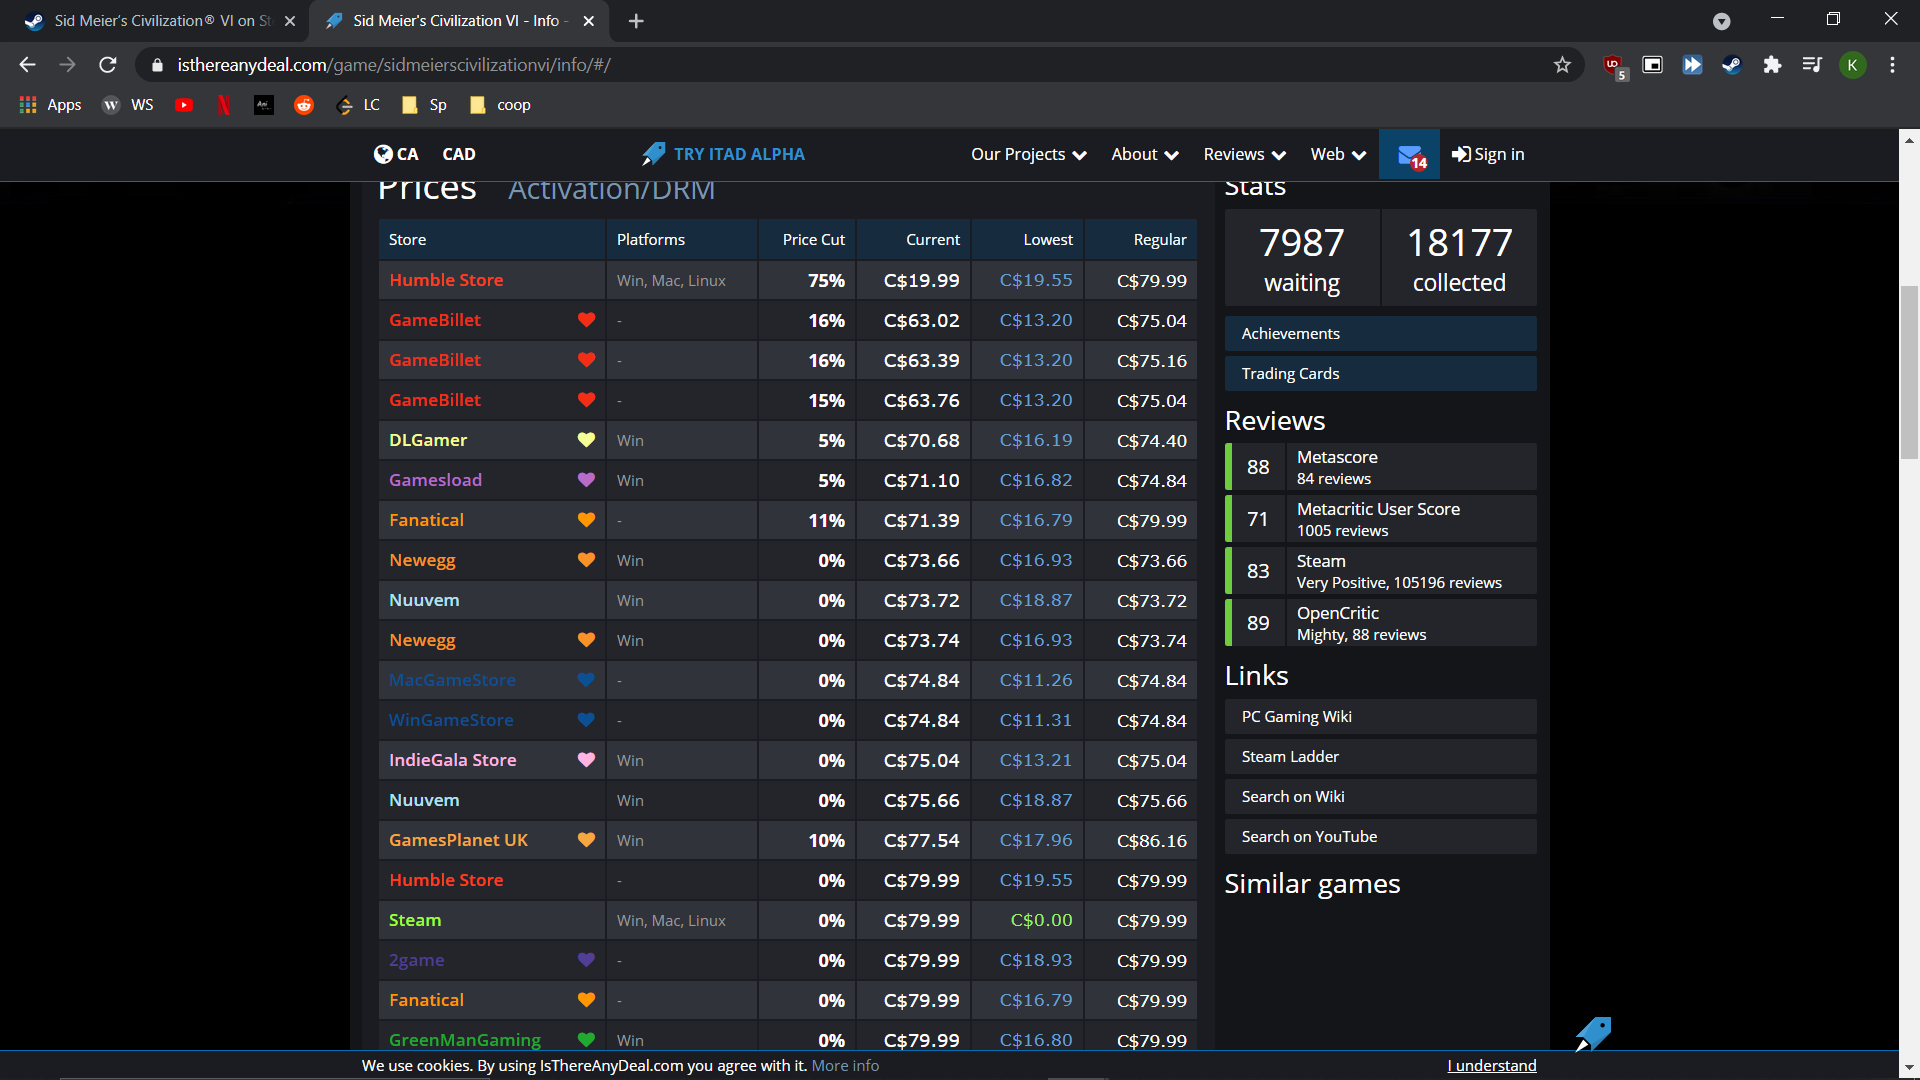 Sid Meier's Civilization® VI on St
Sid Meier's Civilization VI - Info -
isthereanydeal.com/game/sidmeierscivilizationvi/info/#/
5
K
Apps
WS
LC
Sp
coop
CA CAD
TRY ITAD ALPHA
Our Projects
About
Reviews
Web
14
Sign in
Prices Activation/DRM
Store Platforms Price Cut Current Lowest Regular
Humble Store Win, Mac, Linux 75% C$19.99 C$19.55 C$79.99
GameBillet - 16% C$63.02 C$13.20 C$75.04
GameBillet - 16% C$63.39 C$13.20 C$75.16
GameBillet - 15% C$63.76 C$13.20 C$75.04
DLGamer Win 5% C$70.68 C$16.19 C$74.40
Gamesload Win 5% C$71.10 C$16.82 C$74.84
Fanatical - 11% C$71.39 C$16.79 C$79.99
Newegg Win 0% C$73.66 C$16.93 C$73.66
Nuuvem Win 0% C$73.72 C$18.87 C$73.72
Newegg Win 0% C$73.74 C$16.93 C$73.74
MacGameStore - 0% C$74.84 C$11.26 C$74.84
WinGameStore - 0% C$74.84 C$11.31 C$74.84
IndieGala Store Win 0% C$75.04 C$13.21 C$75.04
Nuuvem Win 0% C$75.66 C$18.87 C$75.66
GamesPlanet UK Win 10% C$77.54 C$17.96 C$86.16
Humble Store - 0% C$79.99 C$19.55 C$79.99
Steam Win, Mac, Linux 0% C$79.99 C$0.00 C$79.99
2game - 0% C$79.99 C$18.93 C$79.99
Fanatical - 0% C$79.99 C$16.79 C$79.99
GreenManGaming Win 0% C$79.99 C$16.80 C$79.99
Stats
7987 18177
waiting collected
Achievements
Trading Cards
Reviews
88 Metascore
84 reviews
71 Metacritic User Score
1005 reviews
83 Steam
Very Positive, 105196 reviews
89 OpenCritic
Mighty, 88 reviews
Links
PC Gaming Wiki
Steam Ladder
Search on Wiki
Search on YouTube
Similar games
We use cookies. By using IsThereAnyDeal.com you agree with it. More info
I understand